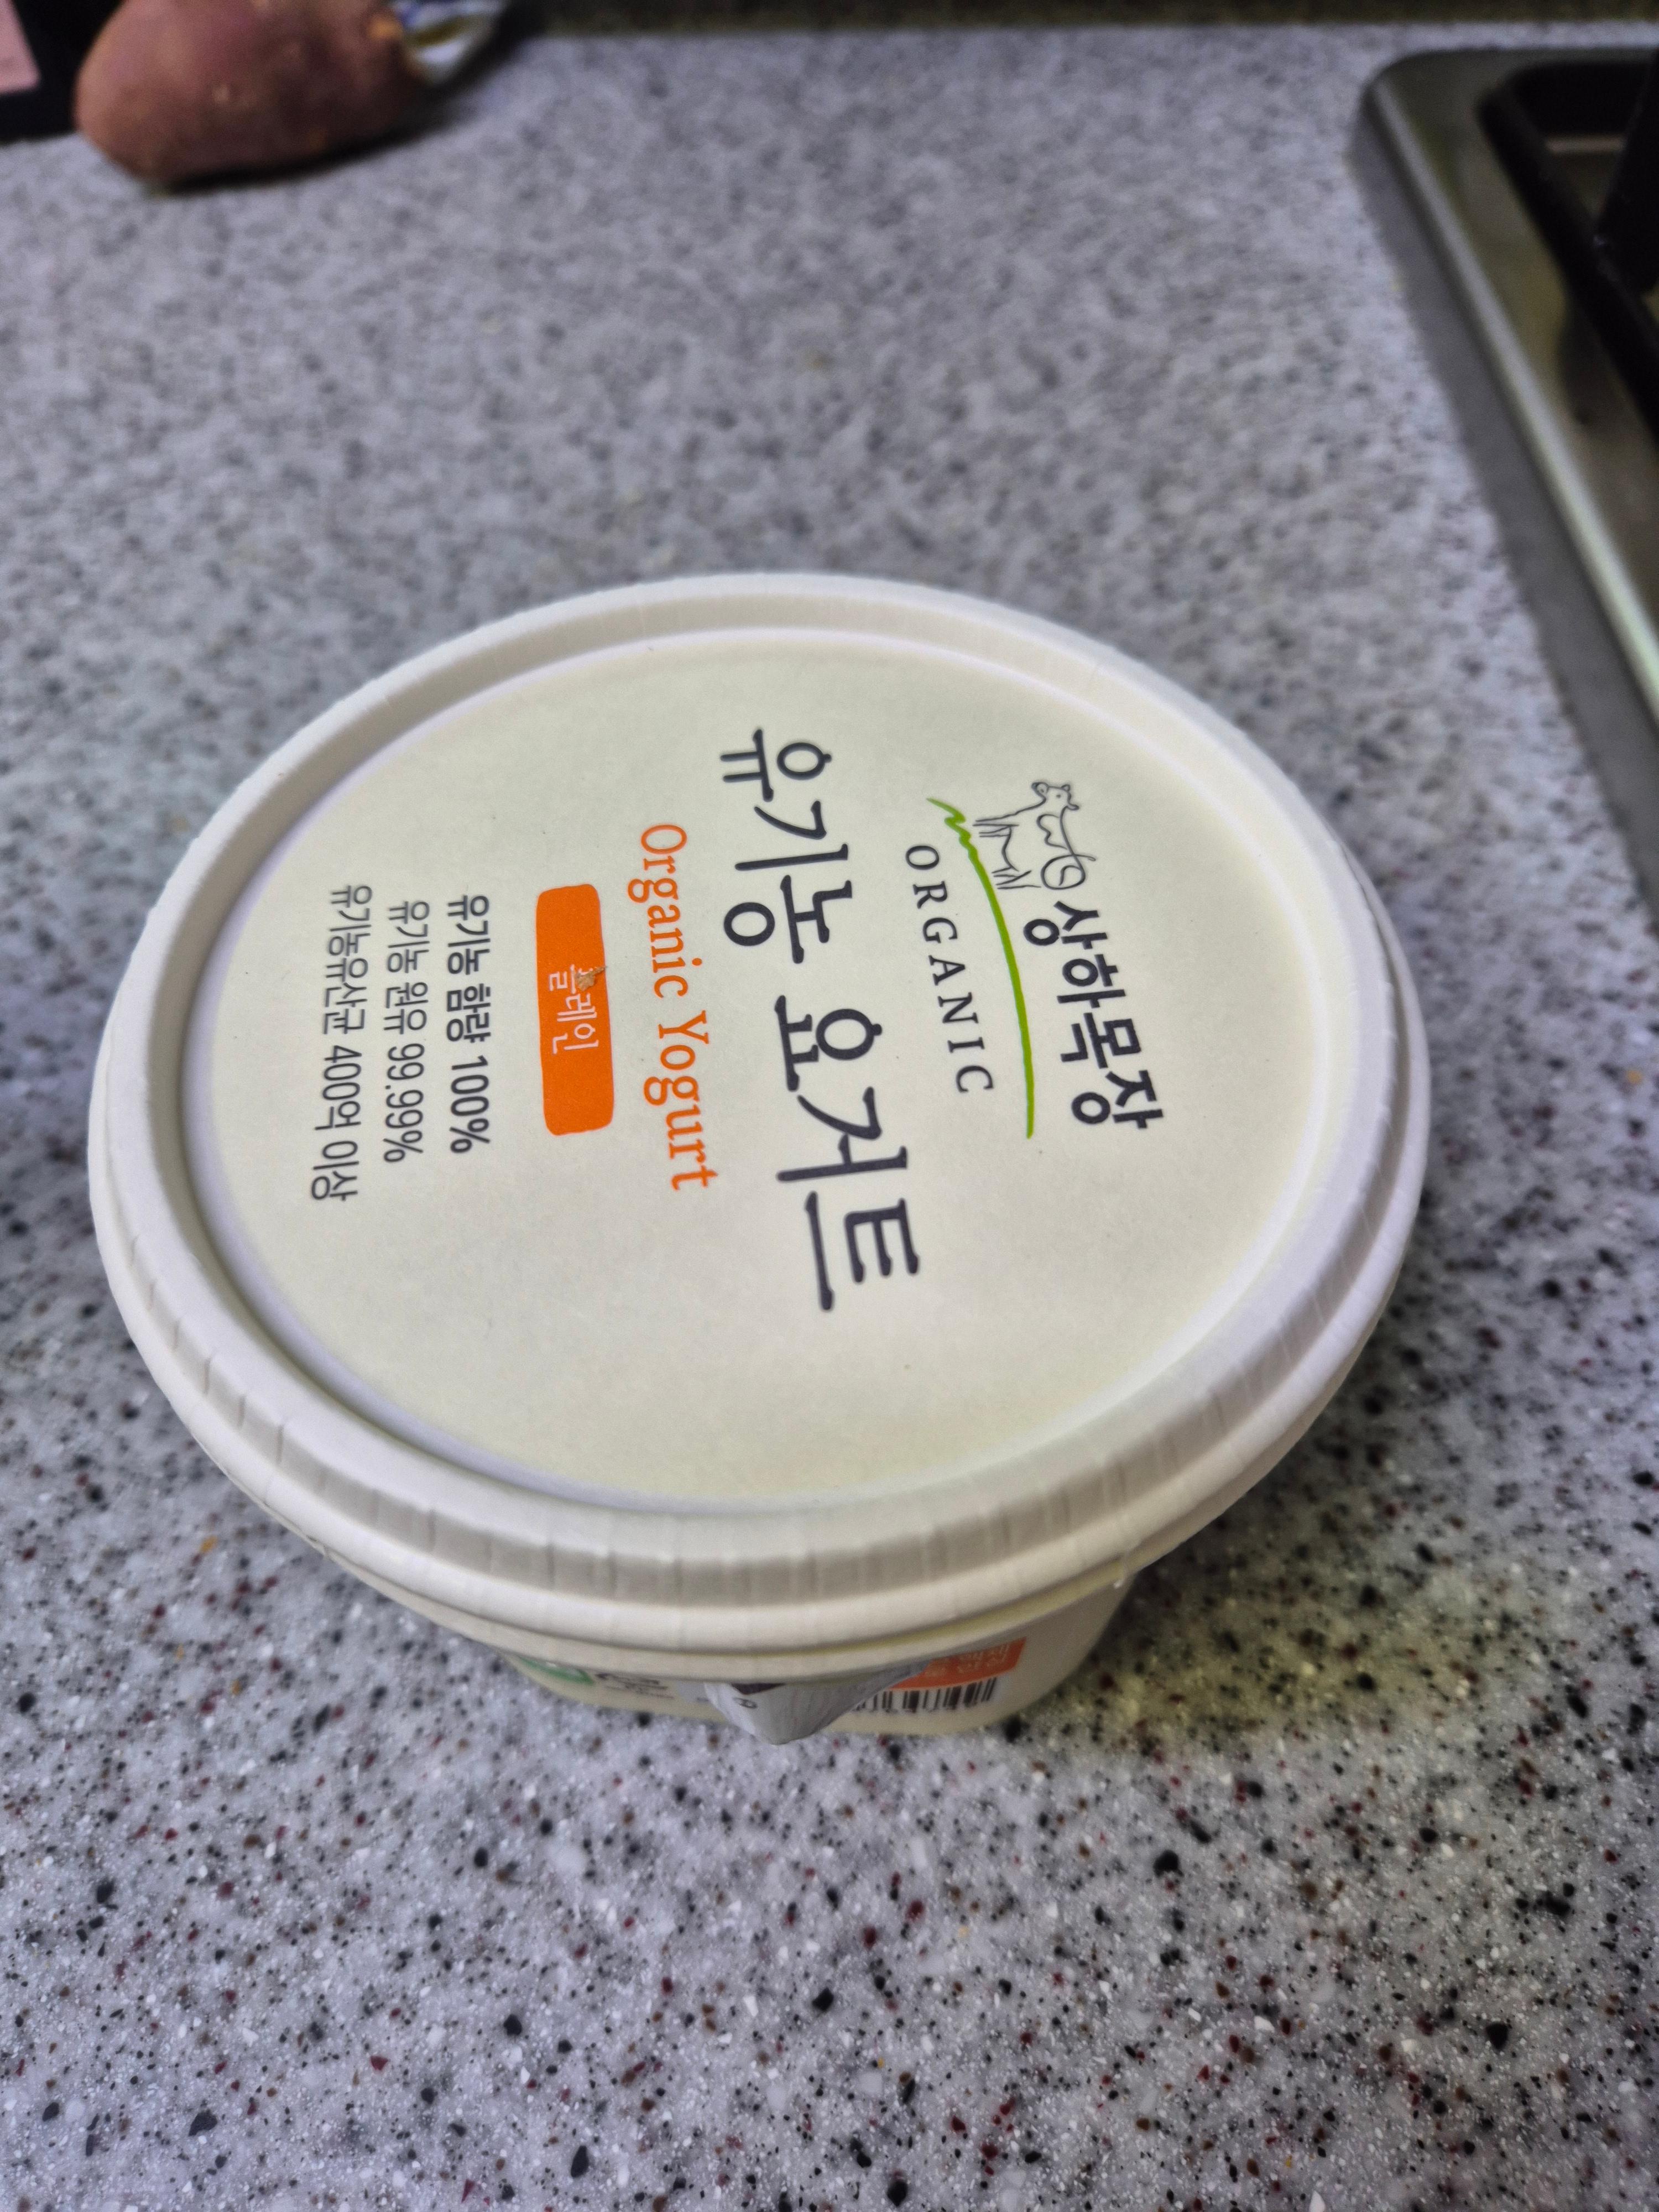 상하목장
ORGANIC
유기농 요거트
Organic Yogurt
플레인
유기농 함량 100%
유기농 원유 99.99%
유기농유산균 400억 이상